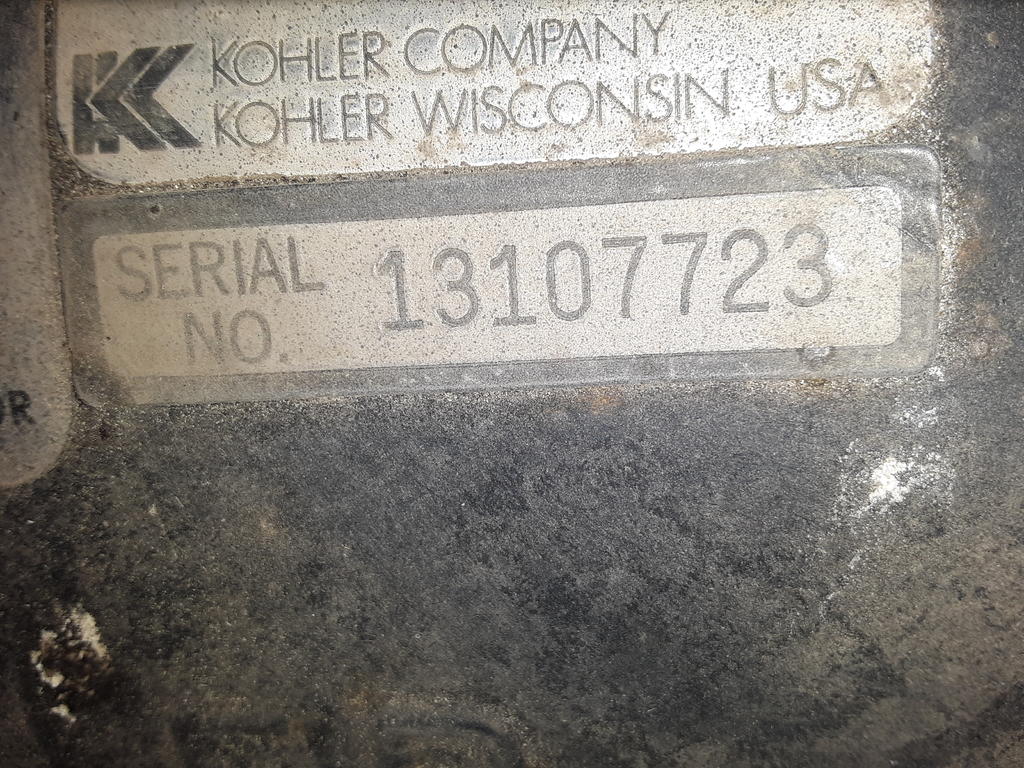 KOHLER COMPANY
KOHLER WISCONSIN USA
SERIAL NO. 13107723